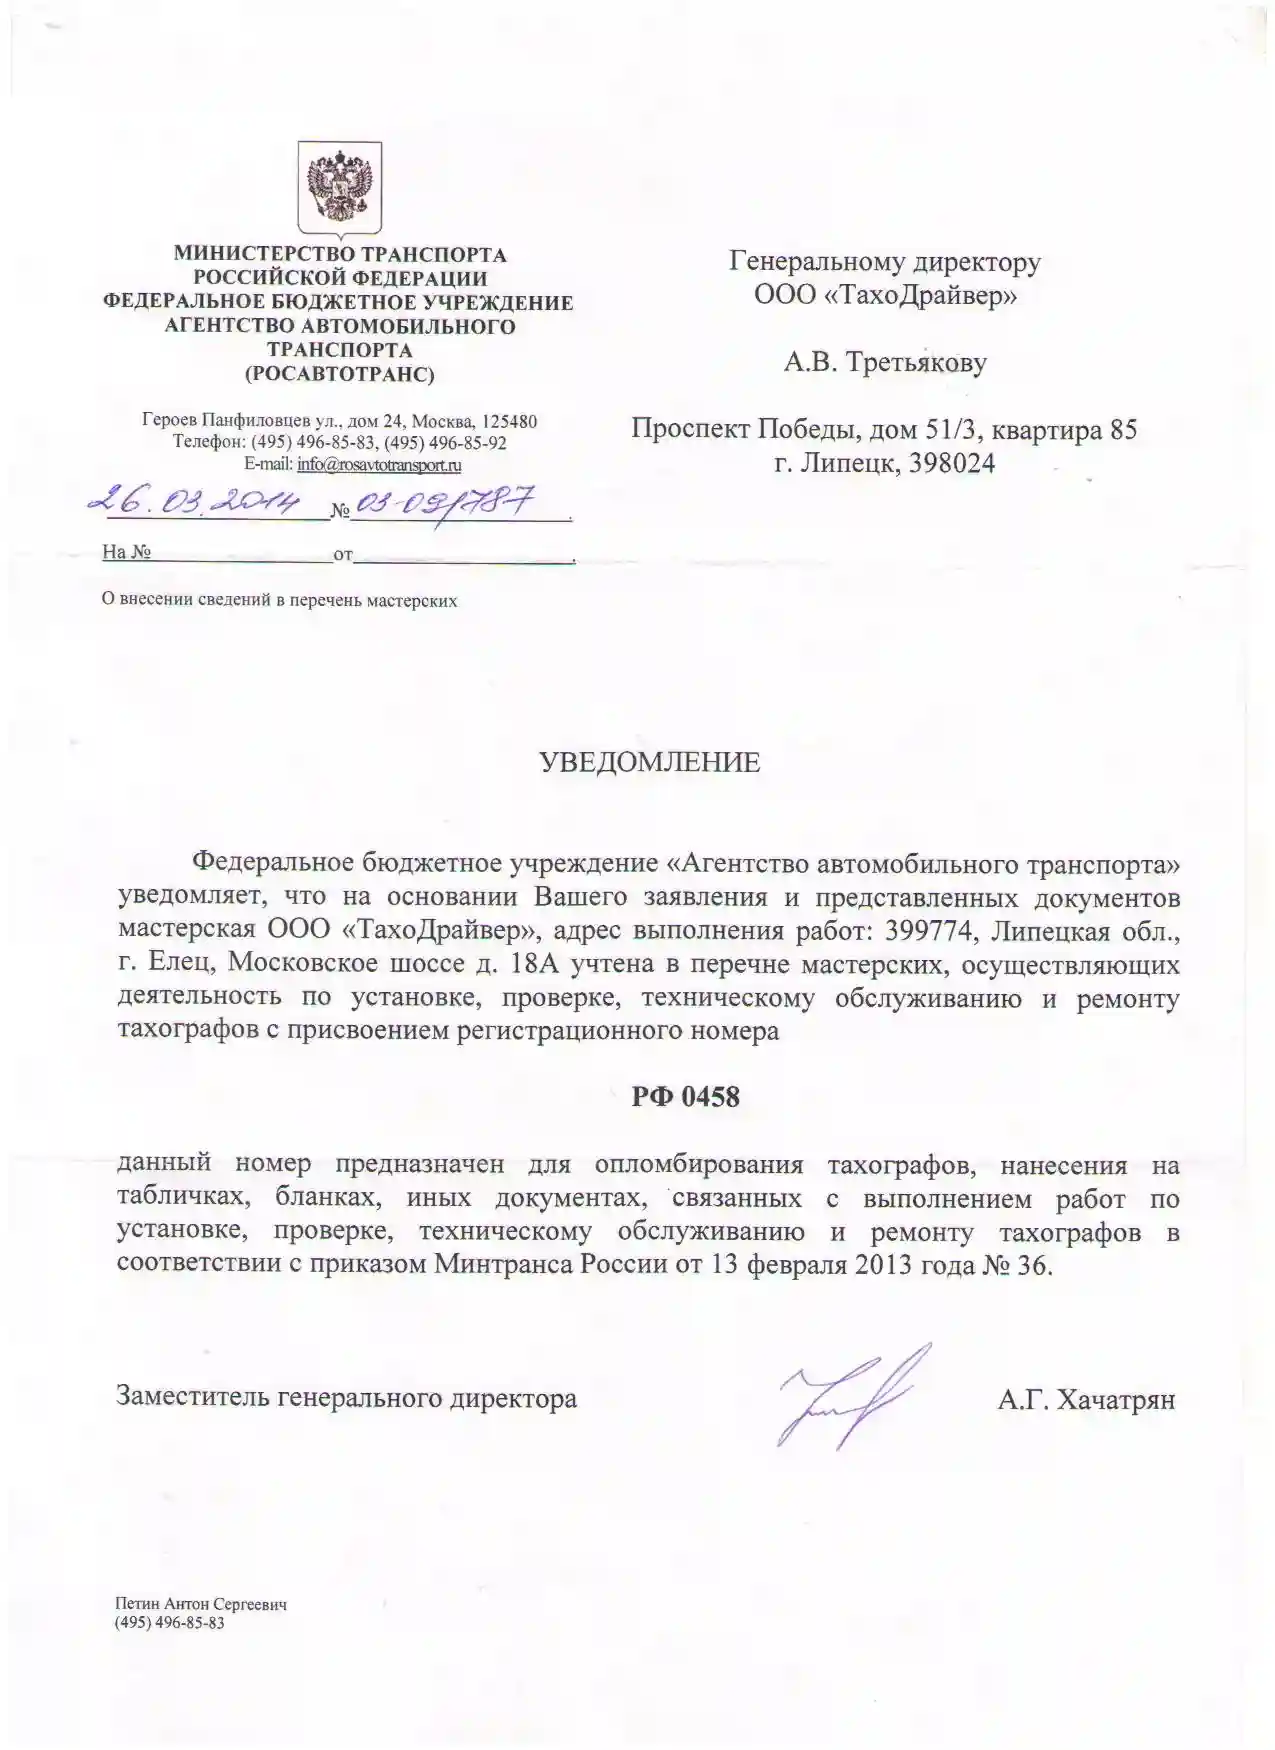 МИНИСТЕРСТВО ТРАНСПОРТА
РОССИЙСКОЙ ФЕДЕРАЦИИ
ФЕДЕРАЛЬНОЕ БЮДЖЕТНОЕ УЧРЕЖДЕНИЕ
АГЕНТСТВО АВТОМОБИЛЬНОГО
ТРАНСПОРТА
(РОСАВТОТРАНС)
Героев Панфиловцев ул., дом 24, Москва, 125480
Телефон: (495) 496-85-83, (495) 496-85-92
E-mail: info@rosavtotransport.ru
26.03.2014 № 03-09/787
На № от
О внесении сведений в перечень мастерских
Генеральному директору
ООО «ТахоДрайвер»
А.В. Третьякову
Проспект Победы, дом 51/3, квартира 85
г. Липецк, 398024
УВЕДОМЛЕНИЕ
Федеральное бюджетное учреждение «Агентство автомобильного транспорта»
уведомляет, что на основании Вашего заявления и представленных документов
мастерская ООО «ТахоДрайвер», адрес выполнения работ: 399774, Липецкая обл.,
г. Елец, Московское шоссе д. 18А учтена в перечне мастерских, осуществляющих
деятельность по установке, проверке, техническому обслуживанию и ремонту
тахографов с присвоением регистрационного номера
РФ 0458
данный номер предназначен для опломбирования тахографов, нанесения на
табличках, бланках, иных документах, связанных с выполнением работ по
установке, проверке, техническому обслуживанию и ремонту тахографов в
соответствии с приказом Минтранса России от 13 февраля 2013 года № 36.
Заместитель генерального директора А.Г. Хачатрян
Петин Антон Сергеевич
(495) 496-85-83